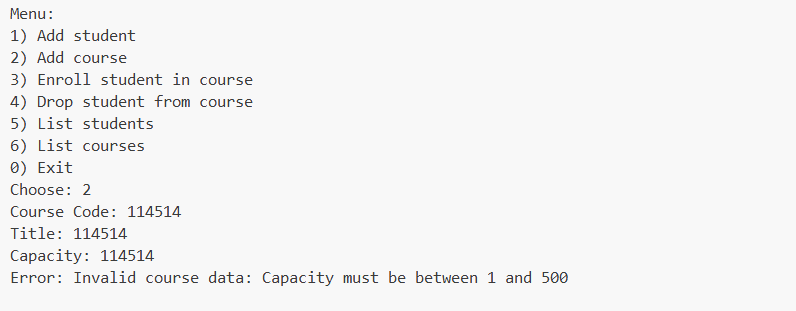 Menu:
1) Add student
2) Add course
3) Enroll student in course
4) Drop student from course
5) List students
6) List courses
0) Exit
Choose: 2
Course Code: 114514
Title: 114514
Capacity: 114514
Error: Invalid course data: Capacity must be between 1 and 500